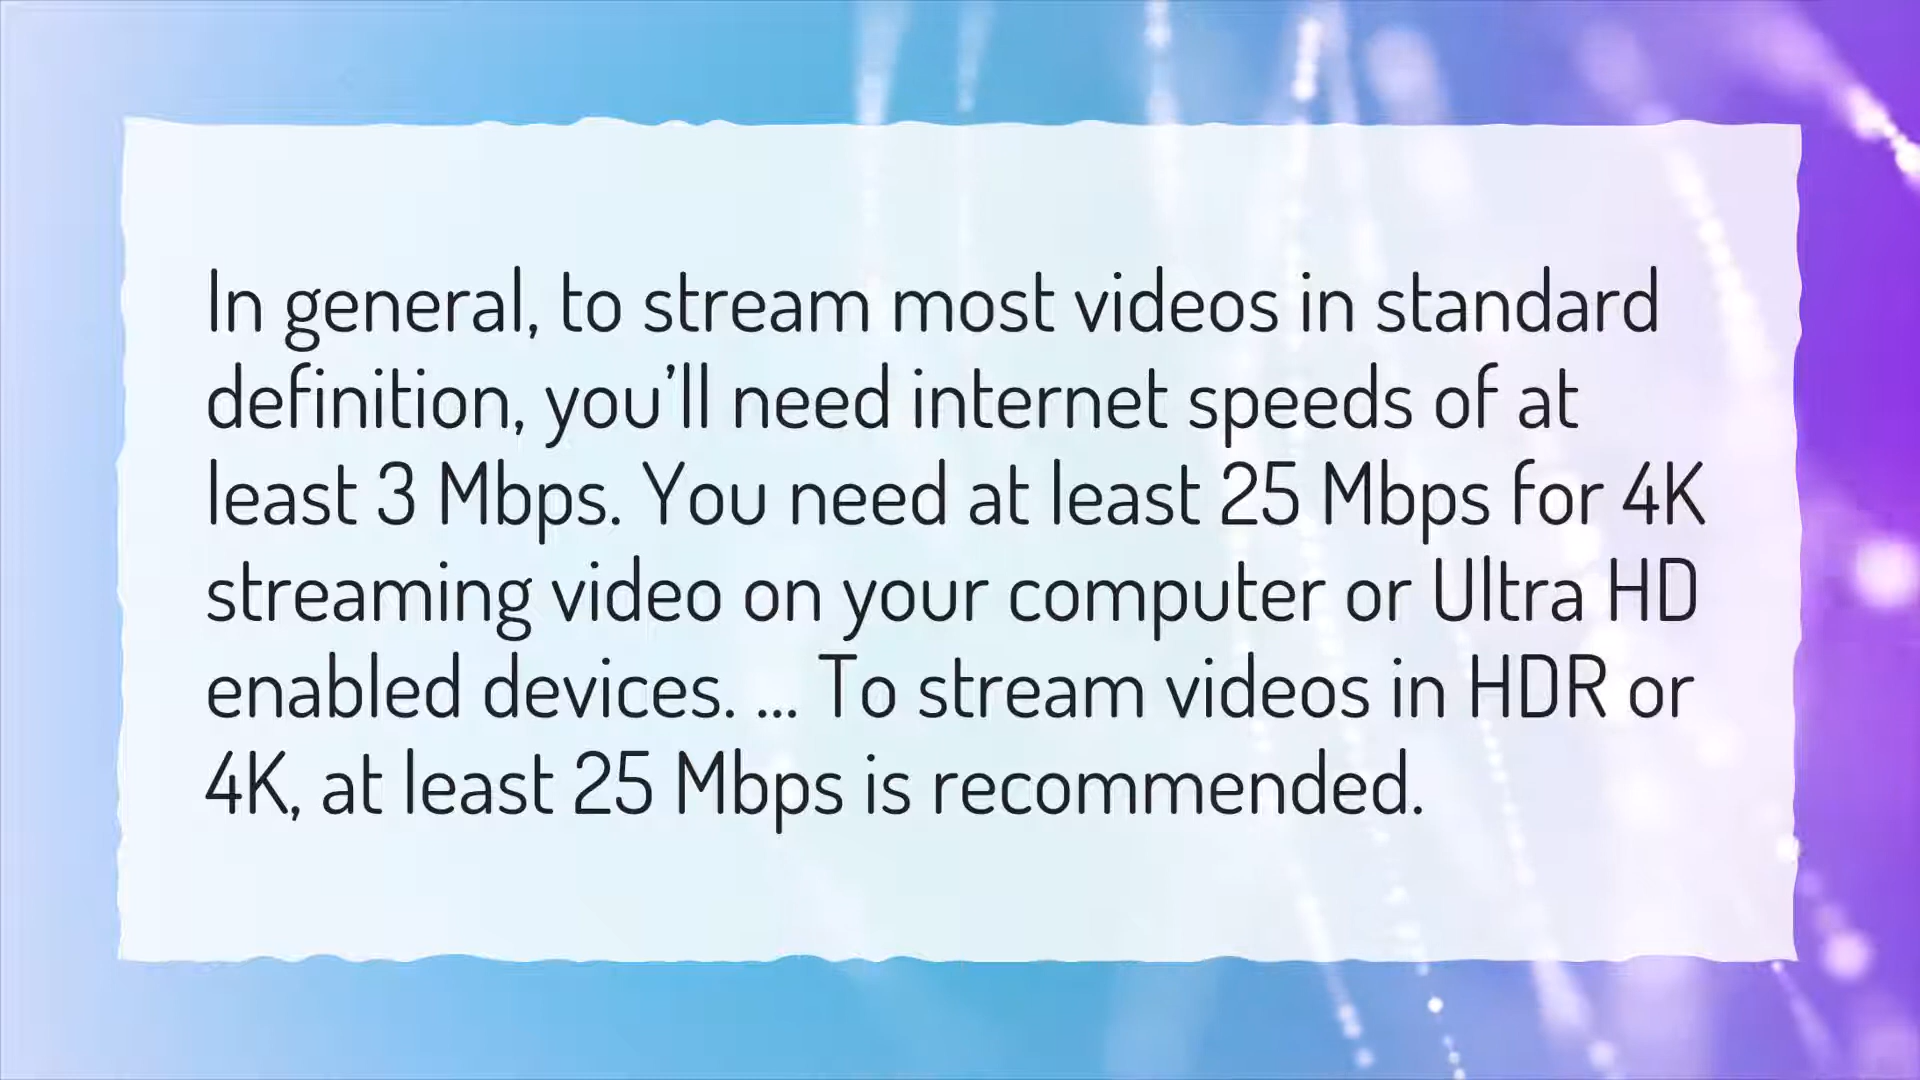 In general, to stream most videos in standard
definition, you’ll need internet speeds of at
least 3 Mbps. You need at least 25 Mbps for 4K
streaming video on your computer or Ultra HD
enabled devices. ... To stream videos in HDR or
4K, at least 25 Mbps is recommended.